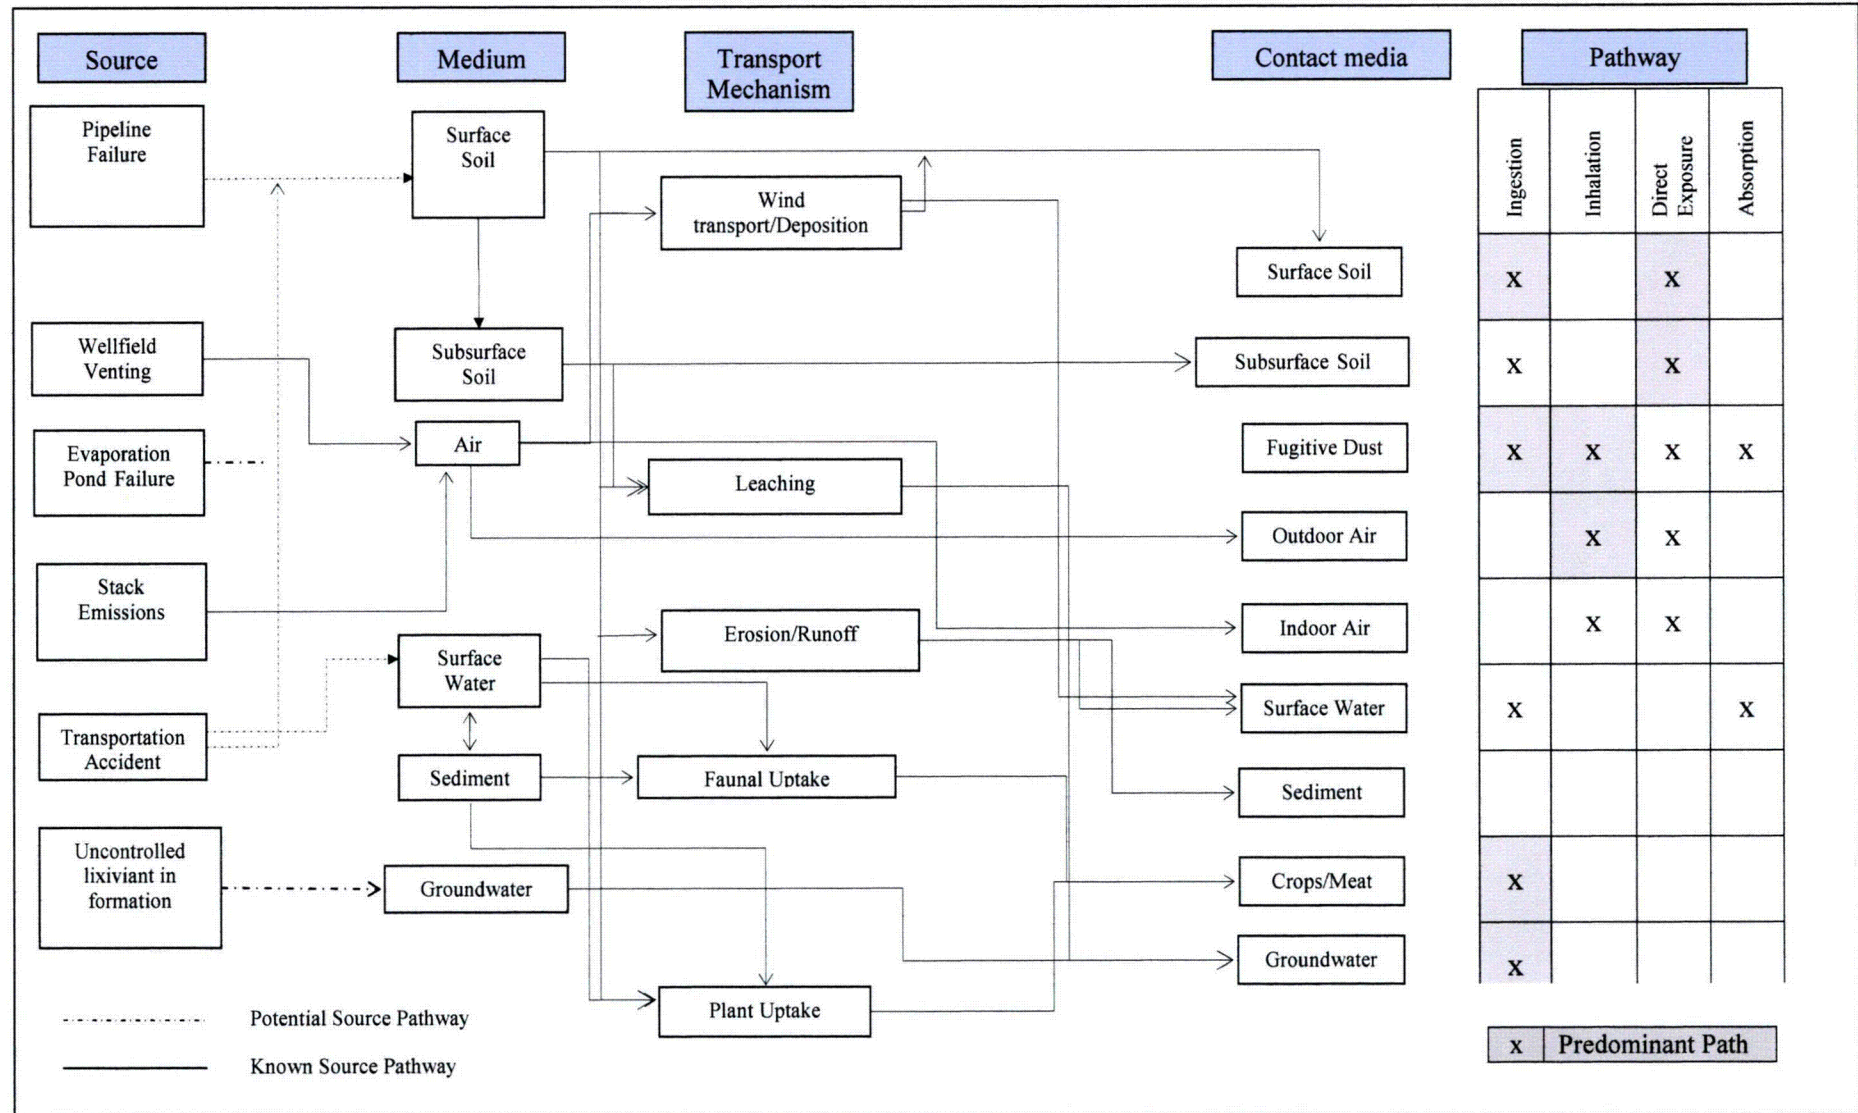 Source
Medium
Transport
Mechanism
Contact media
Pathway
Pipeline
Failure
Wellfield
Venting
Evaporation
Pond Failure
Stack
Emissions
Transportation
Accident
Uncontrolled
lixiviant in
formation
Surface
Soil
Subsurface
Soil
Air
Surface
Water
Sediment
Groundwater
Wind
transport/Deposition
Leaching
Erosion/Runoff
Faunal Uptake
Plant Uptake
Surface Soil
Subsurface Soil
Fugitive Dust
Outdoor Air
Indoor Air
Surface Water
Sediment
Crops/Meat
Groundwater
Ingestion
Inhalation
Direct
Exposure
Absorption
x x
x x
x x x x
x x
x x
x x
x
x
Potential Source Pathway
Known Source Pathway
x Predominant Path